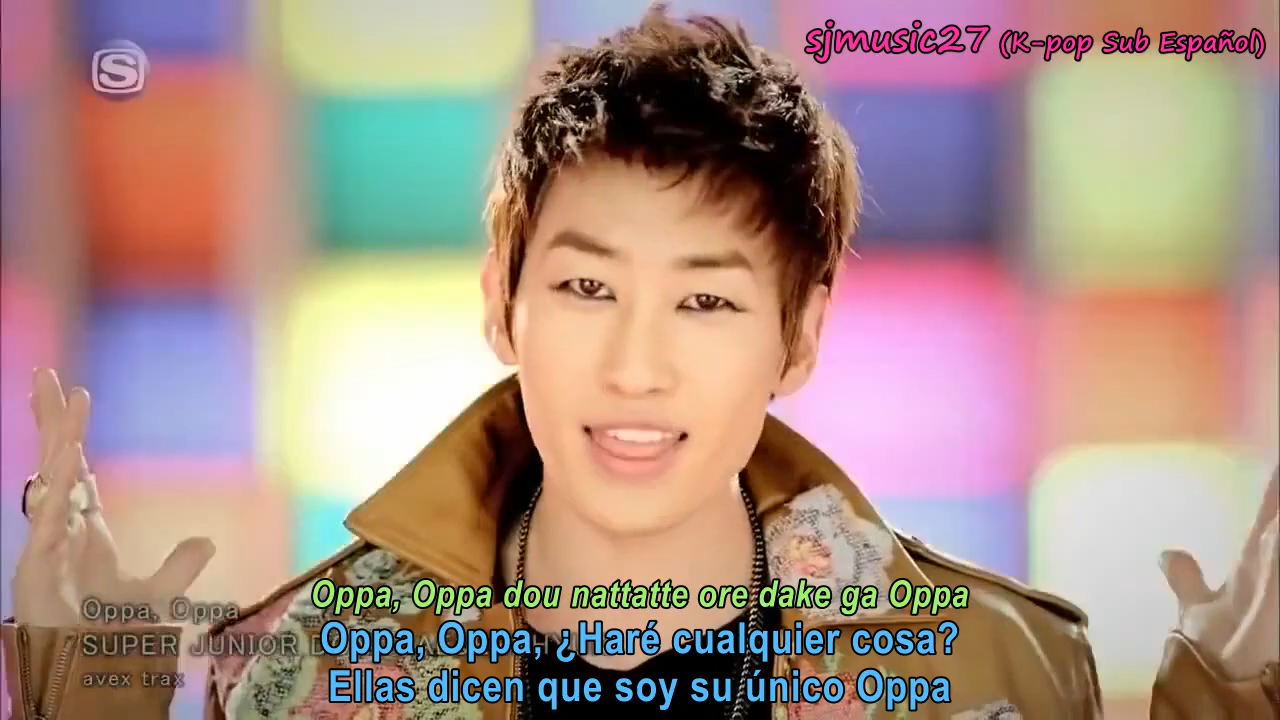 S
sjmusic27 (K-pop Sub Español)
Oppa, Oppa dou nattatte ore dake ga Oppa
Oppa, Oppa
Oppa, Oppa, ¿Haré cualquier cosa?
SUPER JUNIOR D
Ellas dicen que soy su único Oppa
avex trax